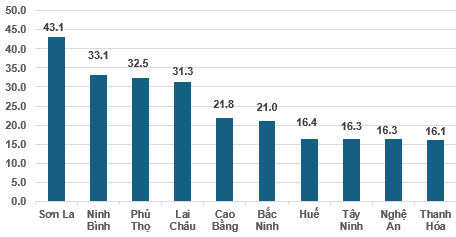 50.0
45.0
40.0
35.0
30.0
25.0
20.0
15.0
10.0
5.0
0.0
43.1
33.1
32.5
31.3
21.8
21.0
16.4
16.3
16.3
16.1
Sơn La
Ninh
Bình
Phú
Thọ
Lai
Châu
Cao
Bằng
Bắc
Ninh
Huế
Tây
Ninh
Nghệ
An
Thanh
Hóa